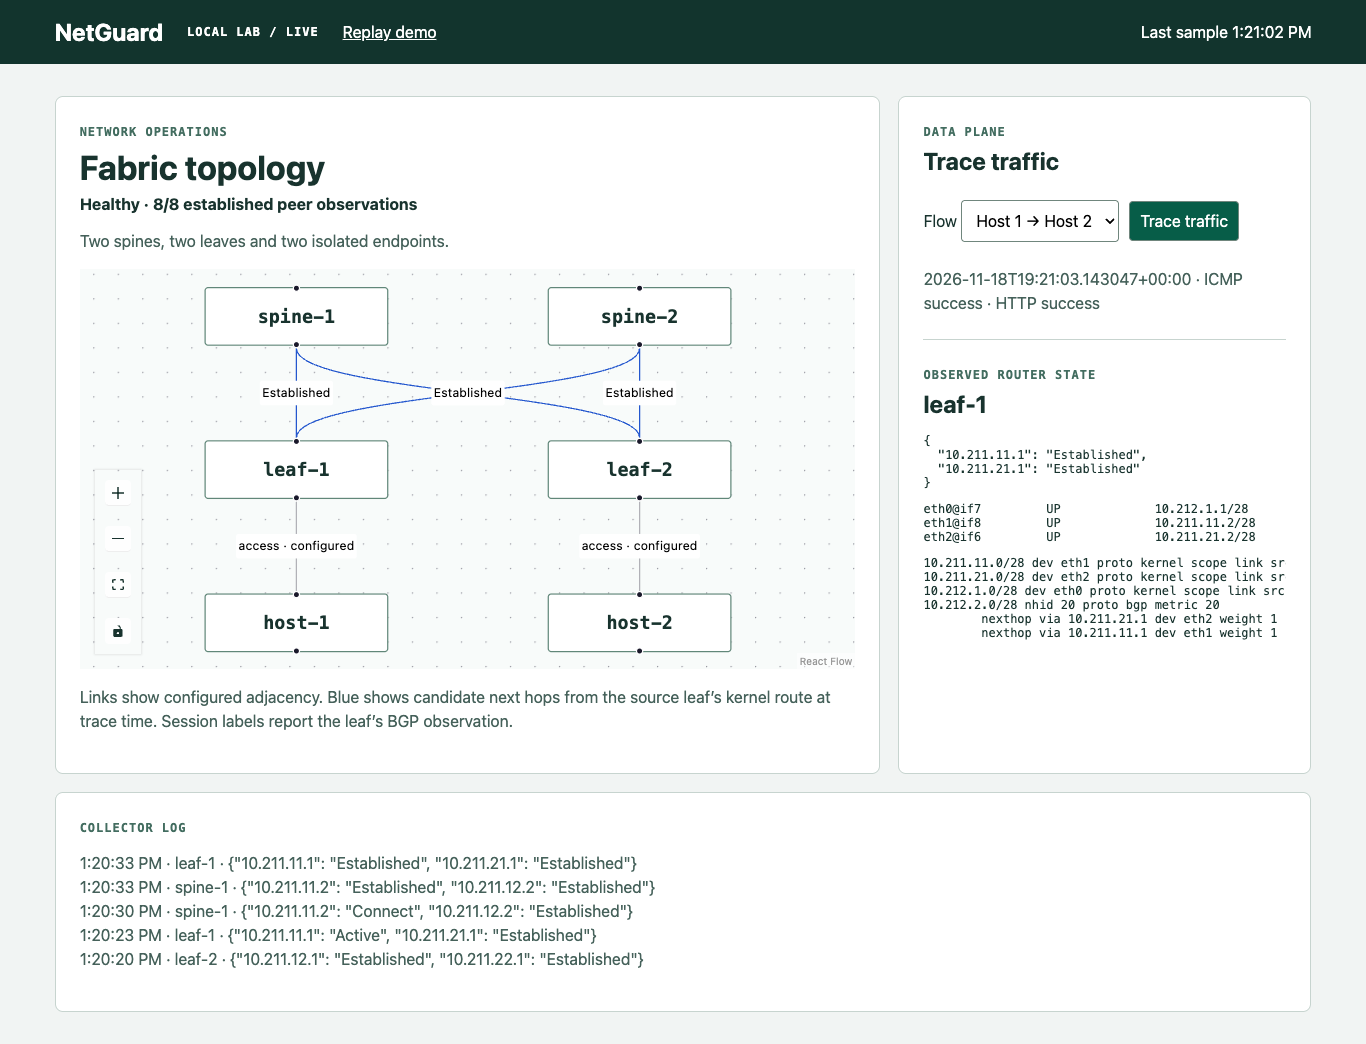 NetGuard
LOCAL LAB / LIVE
Replay demo
Last sample 1:21:02 PM
NETWORK OPERATIONS
Fabric topology
Healthy · 8/8 established peer observations
Two spines, two leaves and two isolated endpoints.
spine-1
spine-2
Established
Established
Established
leaf-1
leaf-2
access · configured
access · configured
host-1
host-2
React Flow
Links show configured adjacency. Blue shows candidate next hops from the source leaf’s kernel route at
trace time. Session labels report the leaf’s BGP observation.
DATA PLANE
Trace traffic
Flow
Host 1 → Host 2
Trace traffic
2026-11-18T19:21:03.143047+00:00 · ICMP
success · HTTP success
OBSERVED ROUTER STATE
leaf-1
{
"10.211.11.1": "Established",
"10.211.21.1": "Established"
}
eth0@if7 UP 10.212.1.1/28
eth1@if8 UP 10.211.11.2/28
eth2@if6 UP 10.211.21.2/28
10.211.11.0/28 dev eth1 proto kernel scope link sr
10.211.21.0/28 dev eth2 proto kernel scope link sr
10.212.1.0/28 dev eth0 proto kernel scope link src
10.212.2.0/28 nhid 20 proto bgp metric 20
nexthop via 10.211.21.1 dev eth2 weight 1
nexthop via 10.211.11.1 dev eth1 weight 1
COLLECTOR LOG
1:20:33 PM · leaf-1 · {"10.211.11.1": "Established", "10.211.21.1": "Established"}
1:20:33 PM · spine-1 · {"10.211.11.2": "Established", "10.211.12.2": "Established"}
1:20:30 PM · spine-1 · {"10.211.11.2": "Connect", "10.211.12.2": "Established"}
1:20:23 PM · leaf-1 · {"10.211.11.1": "Active", "10.211.21.1": "Established"}
1:20:20 PM · leaf-2 · {"10.211.12.1": "Established", "10.211.22.1": "Established"}